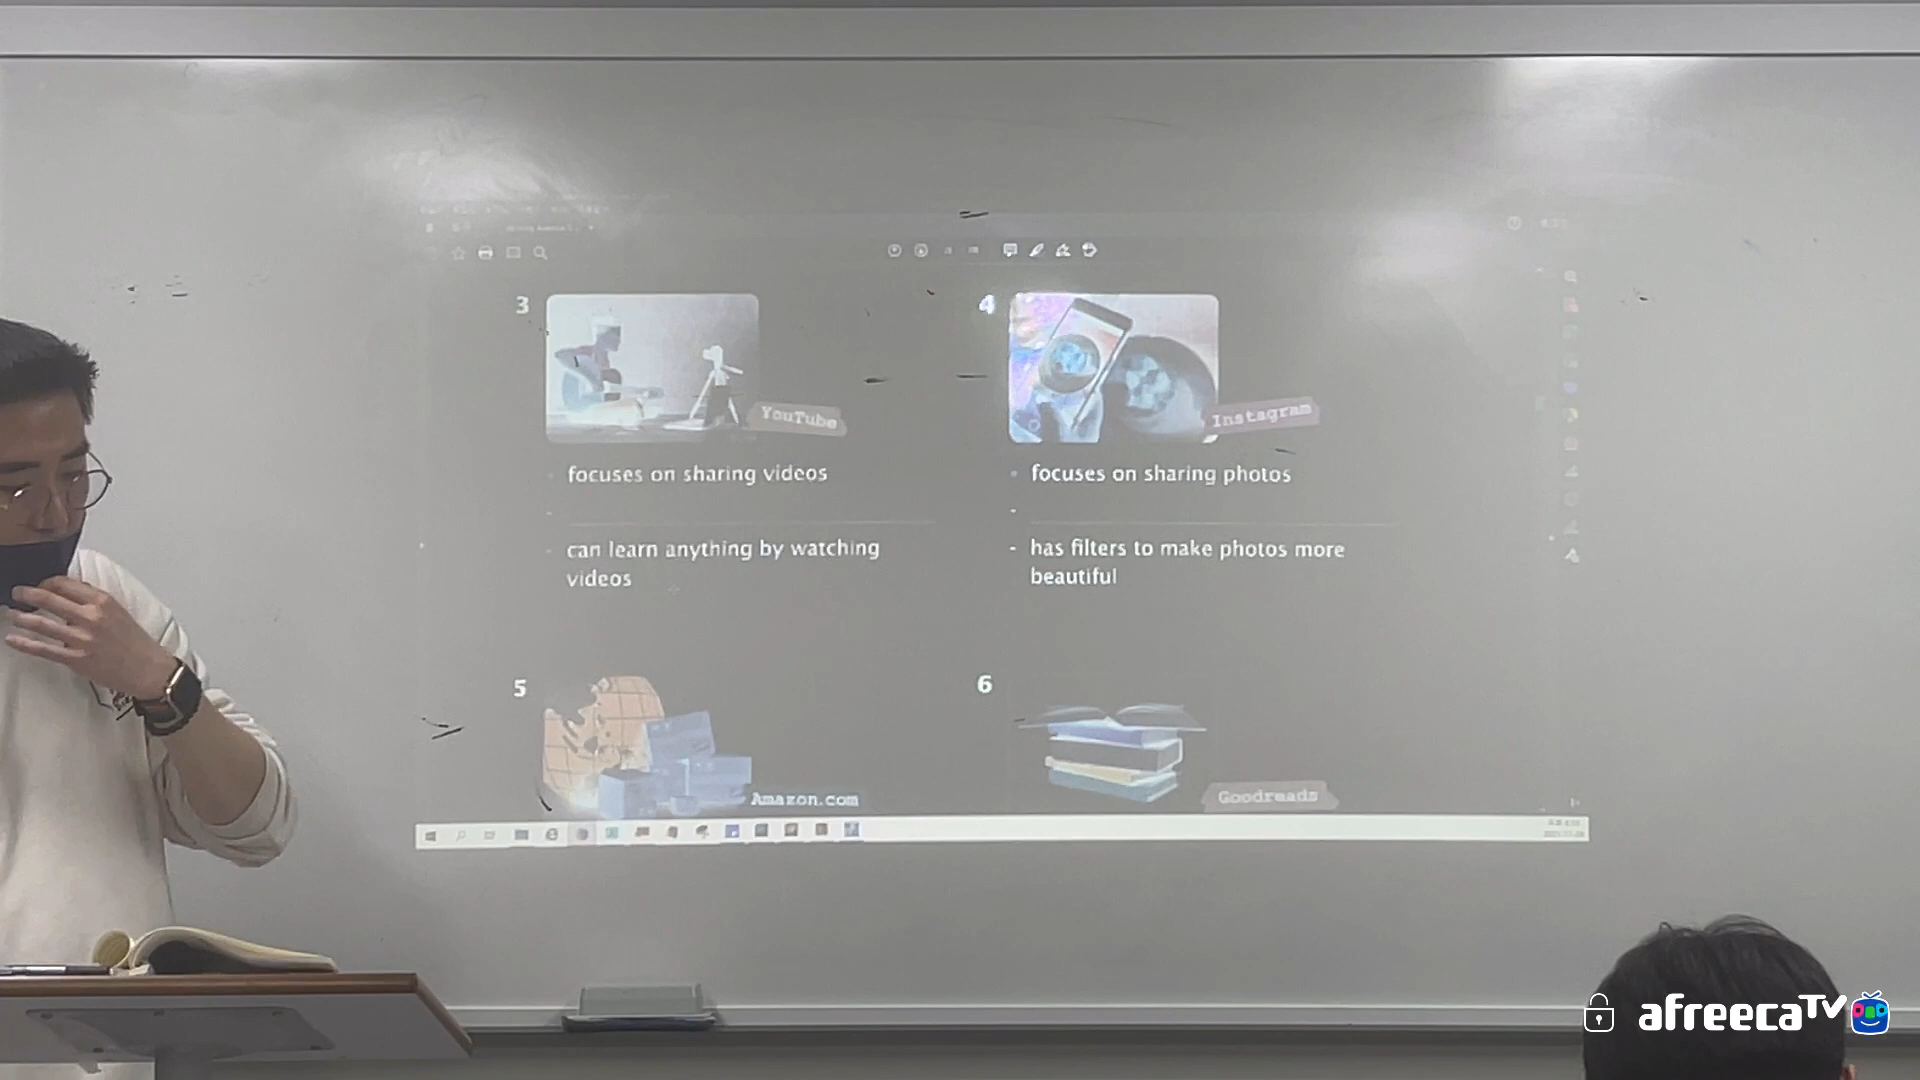 3
YouTube
- focuses on sharing videos
-
- can learn anything by watching
videos
4
Instagram
- focuses on sharing photos
-
- has filters to make photos more
beautiful
5
Amazon.com
6
Goodreads
afreecaTV